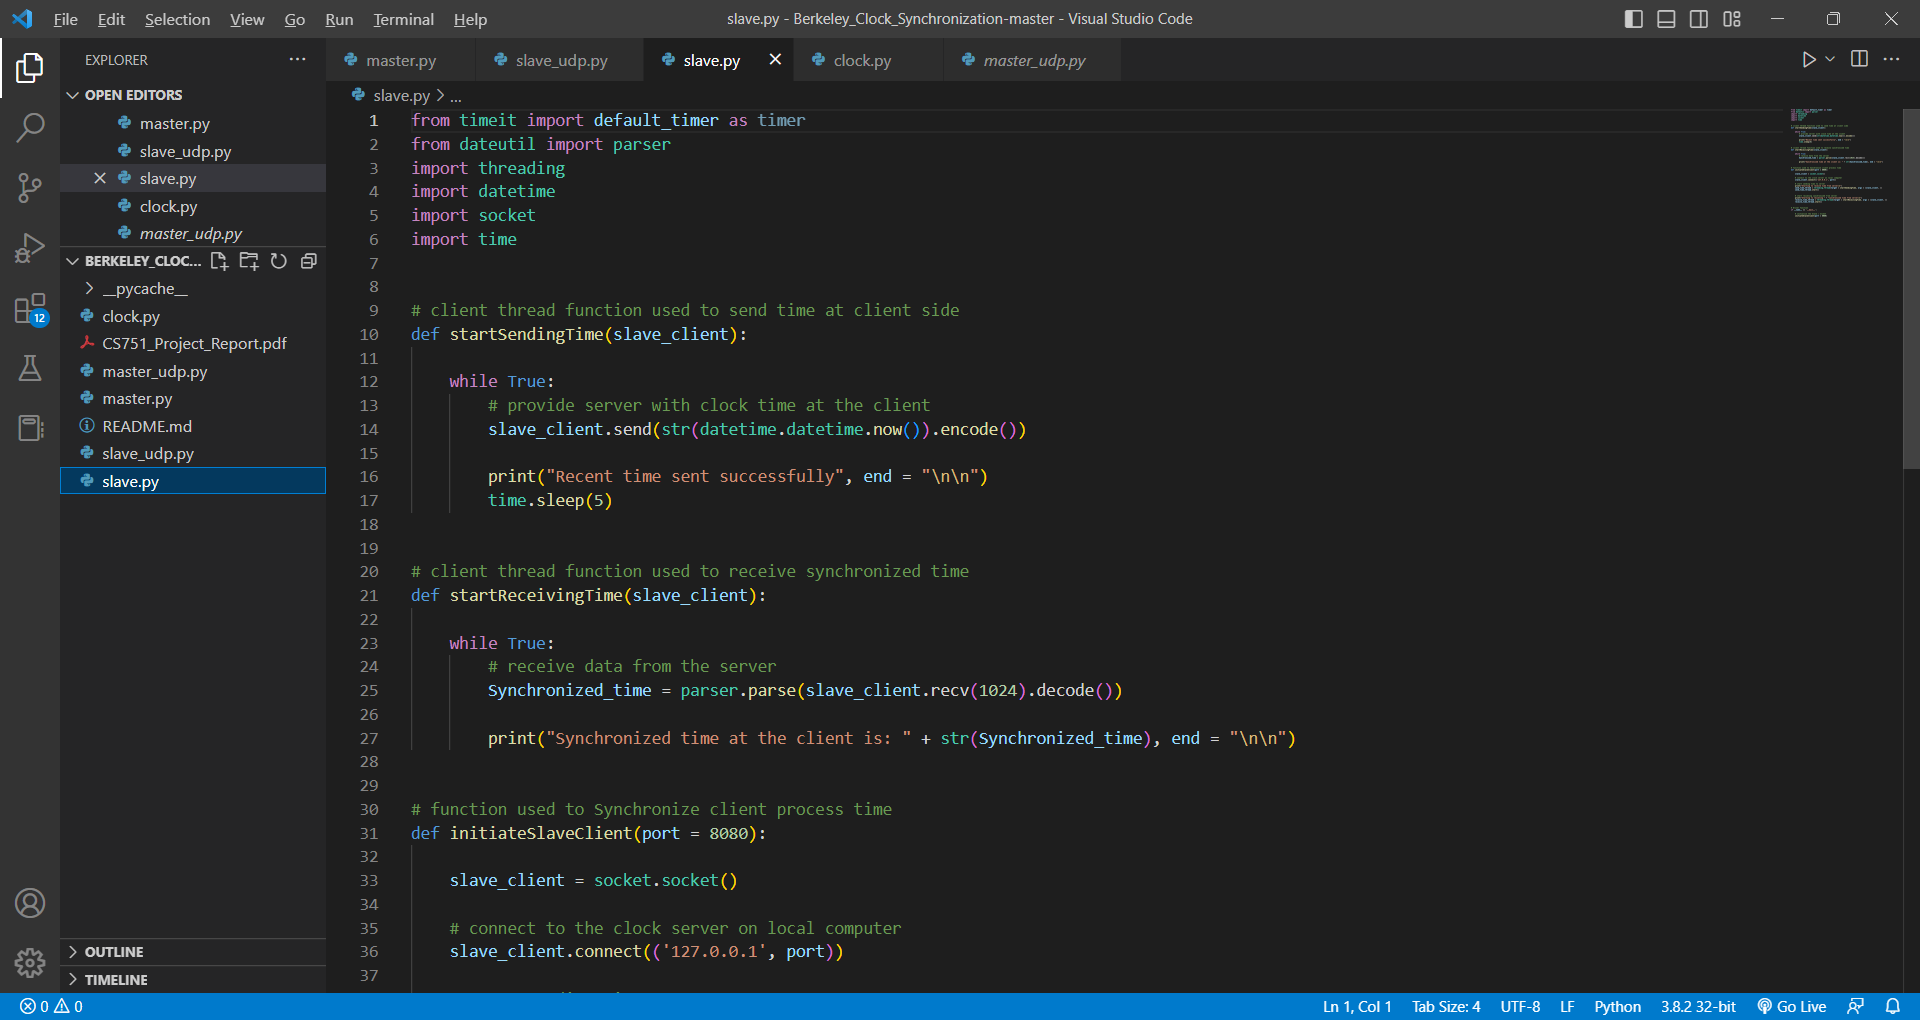 File Edit Selection View Go Run Terminal Help
slave.py - Berkeley_Clock_Synchronization-master - Visual Studio Code
EXPLORER
OPEN EDITORS
master.py
slave_udp.py
slave.py
clock.py
master_udp.py
BERKELEY_CLOC...
__pycache__
clock.py
CS751_Project_Report.pdf
master_udp.py
master.py
README.md
slave_udp.py
slave.py
OUTLINE
TIMELINE
12
master.py slave_udp.py slave.py clock.py master_udp.py
slave.py > ...
1 from timeit import default_timer as timer
2 from dateutil import parser
3 import threading
4 import datetime
5 import socket
6 import time
7
8
9 # client thread function used to send time at client side
10 def startSendingTime(slave_client):
11
12 while True:
13 # provide server with clock time at the client
14 slave_client.send(str(datetime.datetime.now()).encode())
15
16 print("Recent time sent successfully", end = "\n\n")
17 time.sleep(5)
18
19
20 # client thread function used to receive synchronized time
21 def startReceivingTime(slave_client):
22
23 while True:
24 # receive data from the server
25 Synchronized_time = parser.parse(slave_client.recv(1024).decode())
26
27 print("Synchronized time at the client is: " + str(Synchronized_time), end = "\n\n")
28
29
30 # function used to Synchronize client process time
31 def initiateSlaveClient(port = 8080):
32
33 slave_client = socket.socket()
34
35 # connect to the clock server on local computer
36 slave_client.connect(('127.0.0.1', port))
37
0 0
Ln 1, Col 1 Tab Size: 4 UTF-8 LF Python 3.8.2 32-bit Go Live